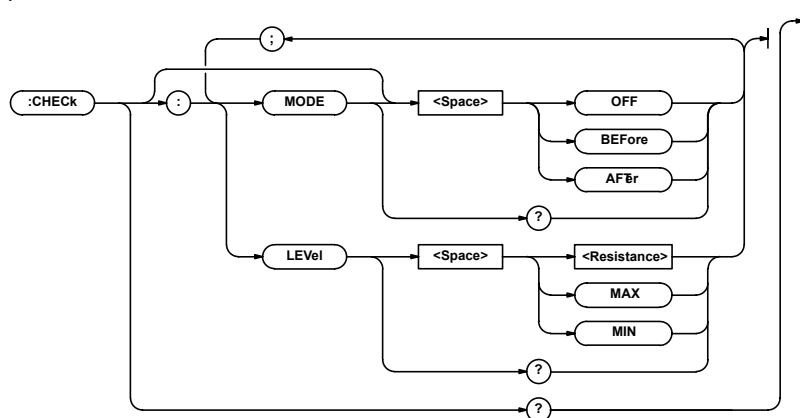 ;
:CHECk : MODE <Space> OFF
BEFore
AFTer
?
LEVel <Space> <Resistance>
MAX
MIN
?
?